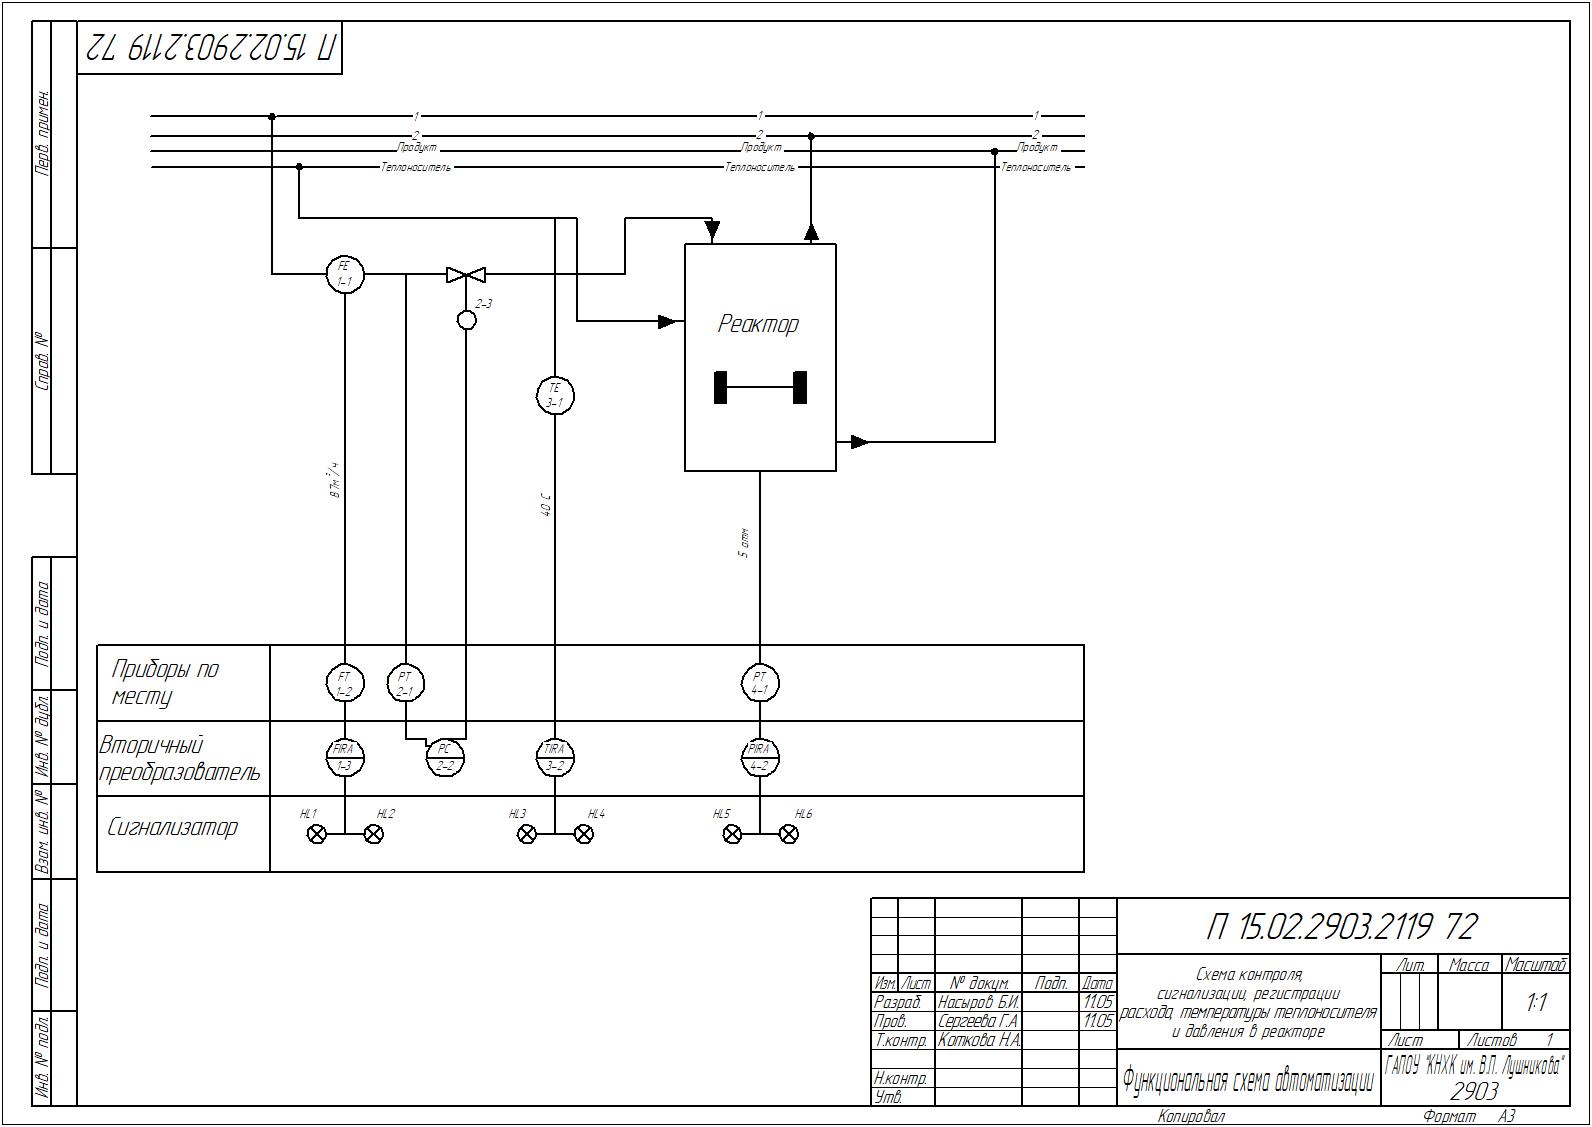 П 15.02.2903.2119 72
Перв. примен.
Справ. №
Подп. и дата
Инв. № дубл.
Взам. инв. №
Подп. и дата
Инв. № подл.
1 1 1
2 2 2
Продукт Продукт Продукт
Теплоноситель Теплоноситель Теплоноситель
FE
1-1
2-3
Реактор
TE
3-1
87м³/ч
40 С
5 атм
Приборы по
месту
FT
1-2
PT
2-1
PT
4-1
Вторичный
преобразователь
FIRA
1-3
PC
2-2
TIRA
3-2
PIRA
4-2
Сигнализатор
HL1 HL2 HL3 HL4 HL5 HL6
П 15.02.2903.2119 72
Схема контроля,
сигнализации, регистрации
расхода, температуры теплоносителя
и давления в реакторе
Лит. Масса Масштаб
1:1
Изм. Лист № докум. Подп. Дата
Разраб. Насыров Б.И. 11.05
Пров. Сергеева Г.А 11.05
Т.контр. Коткова Н.А.
Н.контр.
Утв.
Лист Листов 1
Функциональная схема автоматизации
ГАПОУ "КНХК им. В.П. Лушникова"
2903
Копировал Формат А3